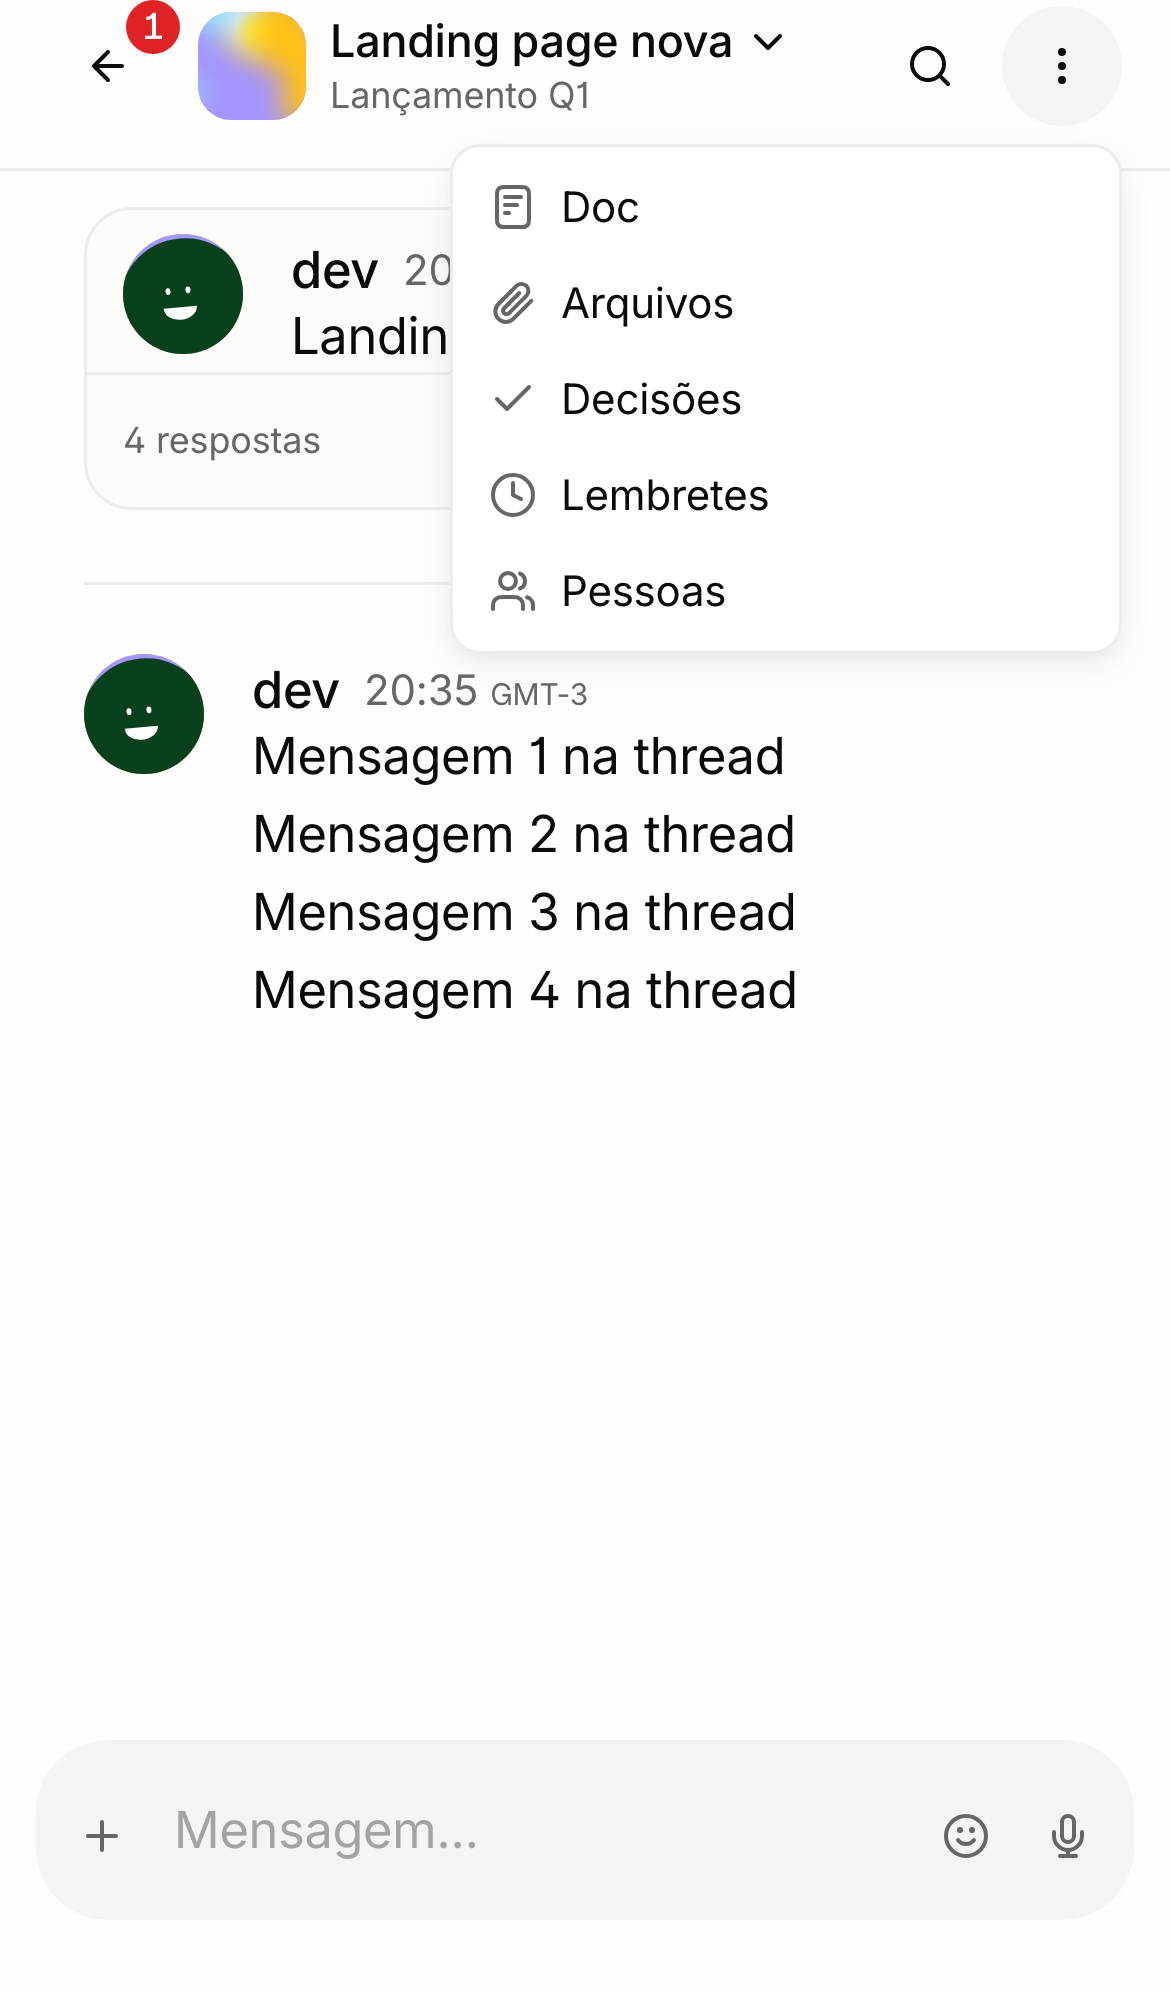 1
Landing page nova
Lançamento Q1
Doc
Arquivos
Decisões
Lembretes
Pessoas
dev 20
Landin
4 respostas
dev 20:35 GMT-3
Mensagem 1 na thread
Mensagem 2 na thread
Mensagem 3 na thread
Mensagem 4 na thread
Mensagem...